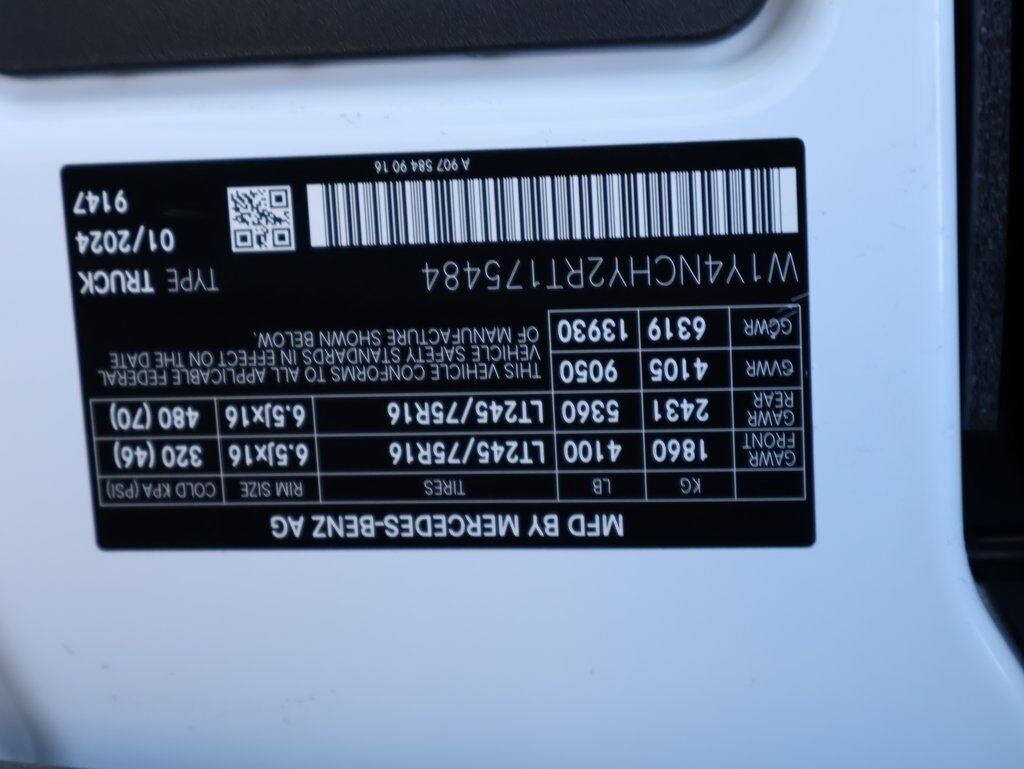 MFD BY MERCEDES-BENZ AG
KG LB TIRES RIM SIZE COLD KPA (PSI)
GAWR FRONT 1860 4100 LT245/75R16 6.5Jx16 320 (46)
GAWR REAR 2431 5360 LT245/75R16 6.5Jx16 480 (70)
GVWR 4105 9050
GCWR 6319 13930
THIS VEHICLE CONFORMS TO ALL APPLICABLE FEDERAL
VEHICLE SAFETY STANDARDS IN EFFECT ON THE DATE
OF MANUFACTURE SHOWN BELOW.
W1Y4NCHY2RT175484 TYPE TRUCK
01/2024
9147
A 907 584 90 16